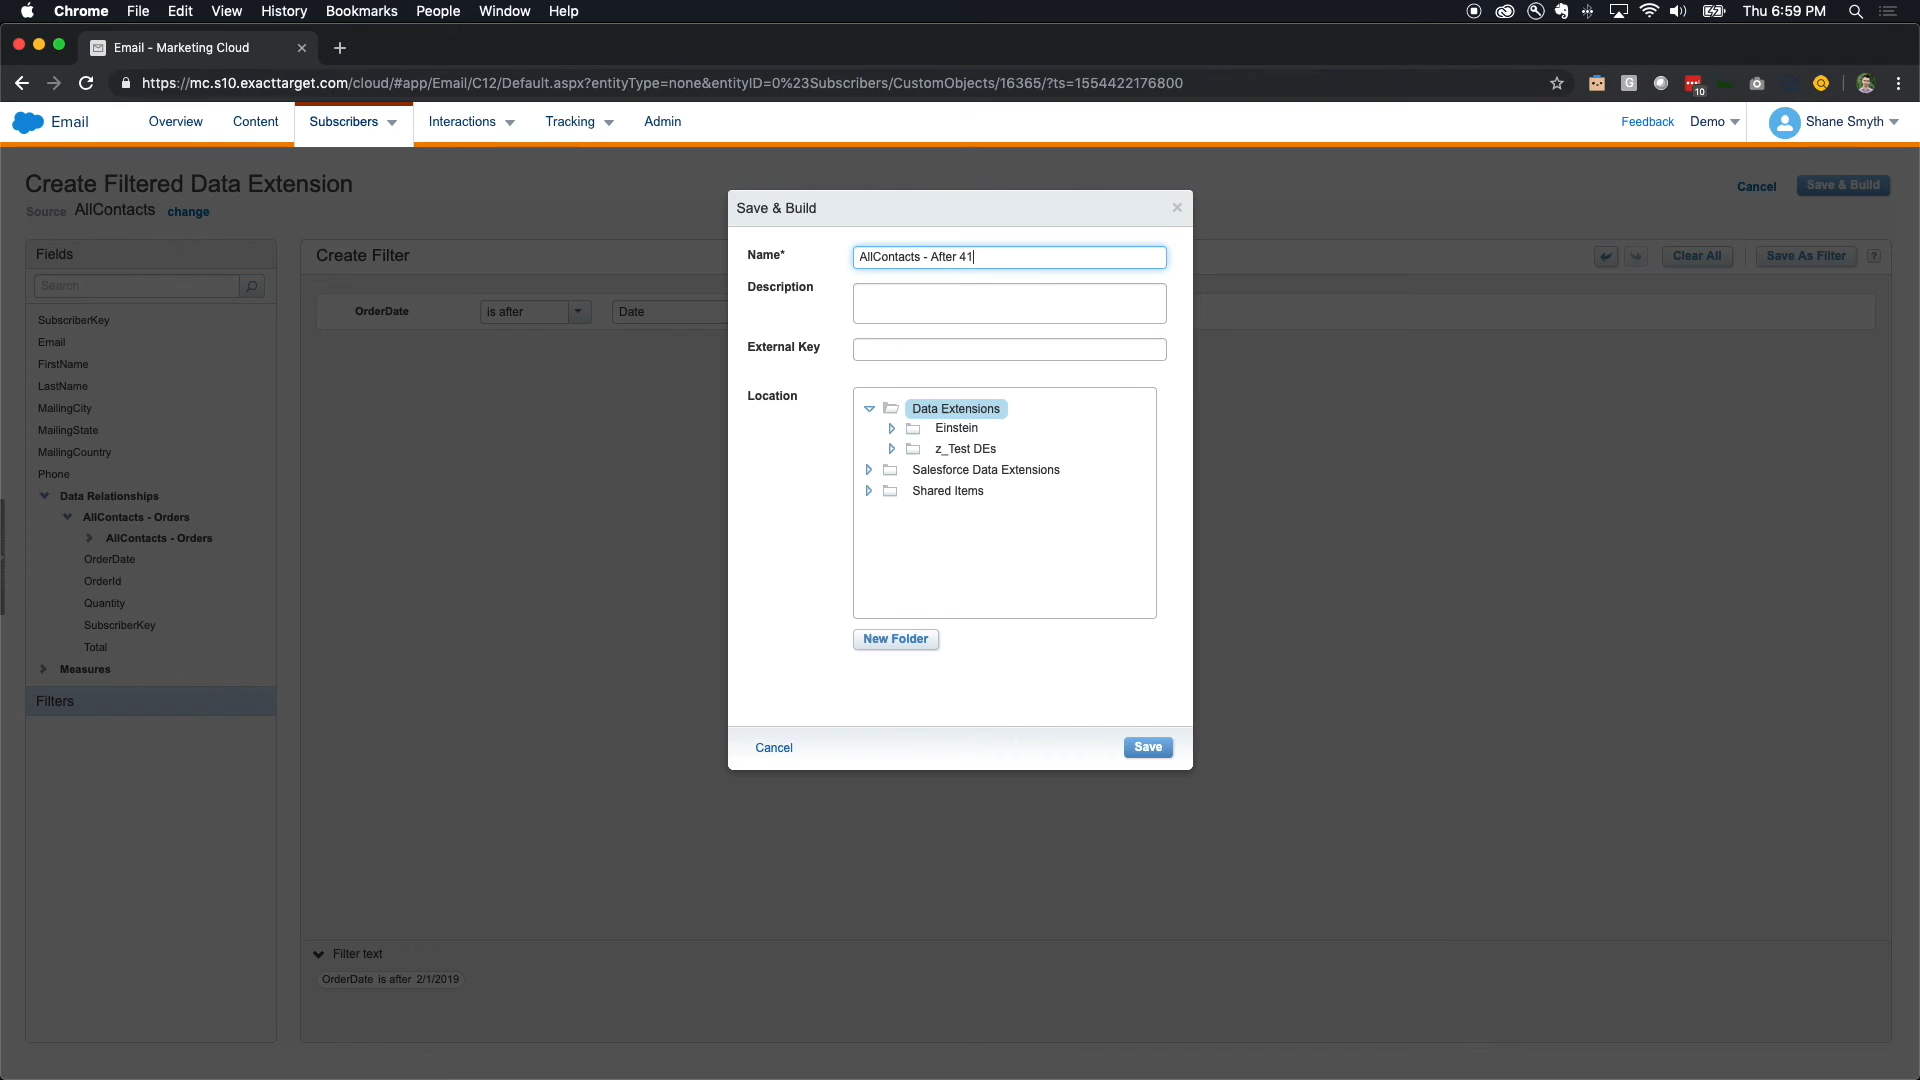 Chrome File Edit View History Bookmarks People Window Help Thu 6:59 PM
Email - Marketing Cloud
https://mc.s10.exacttarget.com/cloud/#app/Email/C12/Default.aspx?entityType=none&entityID=0%23Subscribers/CustomObjects/16365/?ts=1554422176800
10
Email Overview Content Subscribers Interactions Tracking Admin Feedback Demo Shane Smyth
Create Filtered Data Extension
Source AllContacts change
Cancel Save & Build
Save & Build
Name* AllContacts - After 41
Description
External Key
Location
Data Extensions
Einstein
z_Test DEs
Salesforce Data Extensions
Shared Items
New Folder
Cancel Save
Fields
Search
SubscriberKey
Email
FirstName
LastName
MailingCity
MailingState
MailingCountry
Phone
Data Relationships
AllContacts - Orders
AllContacts - Orders
OrderDate
OrderId
Quantity
SubscriberKey
Total
Measures
Filters
Create Filter Clear All Save As Filter ?
OrderDate is after Date
Filter text
OrderDate is after 2/1/2019